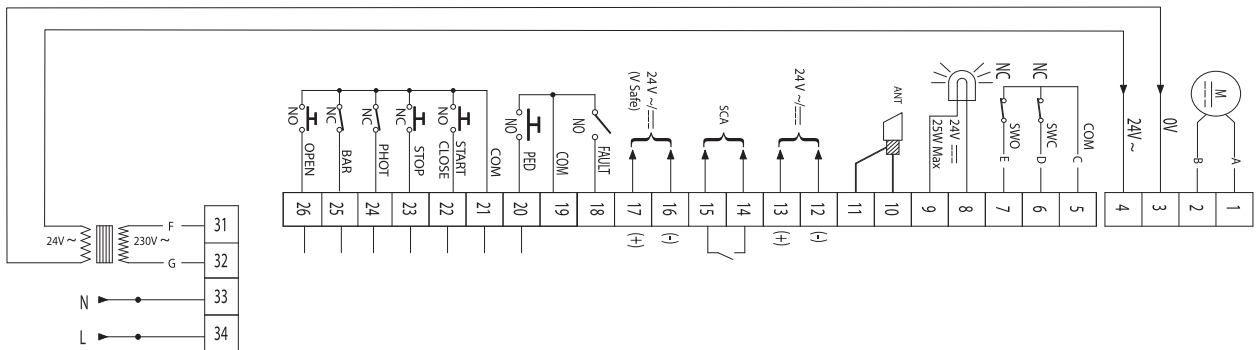 0V
24V ~
M
B
A
NC
NC
SWO
SWC
COM
E
D
C
24V
25W Max
ANT
24V ~/
SCA
24V ~/
(V Safe)
NO
NC
NC
NC
NO
NO
NO
OPEN
BAR
PHOT
STOP
START
CLOSE
COM
PED
COM
FAULT
26
25
24
23
22
21
20
19
18
17
16
15
14
13
12
11
10
9
8
7
6
5
4
3
2
1
(+)
(-)
(+)
(-)
24V ~
230V ~
F
G
31
32
N
33
L
34